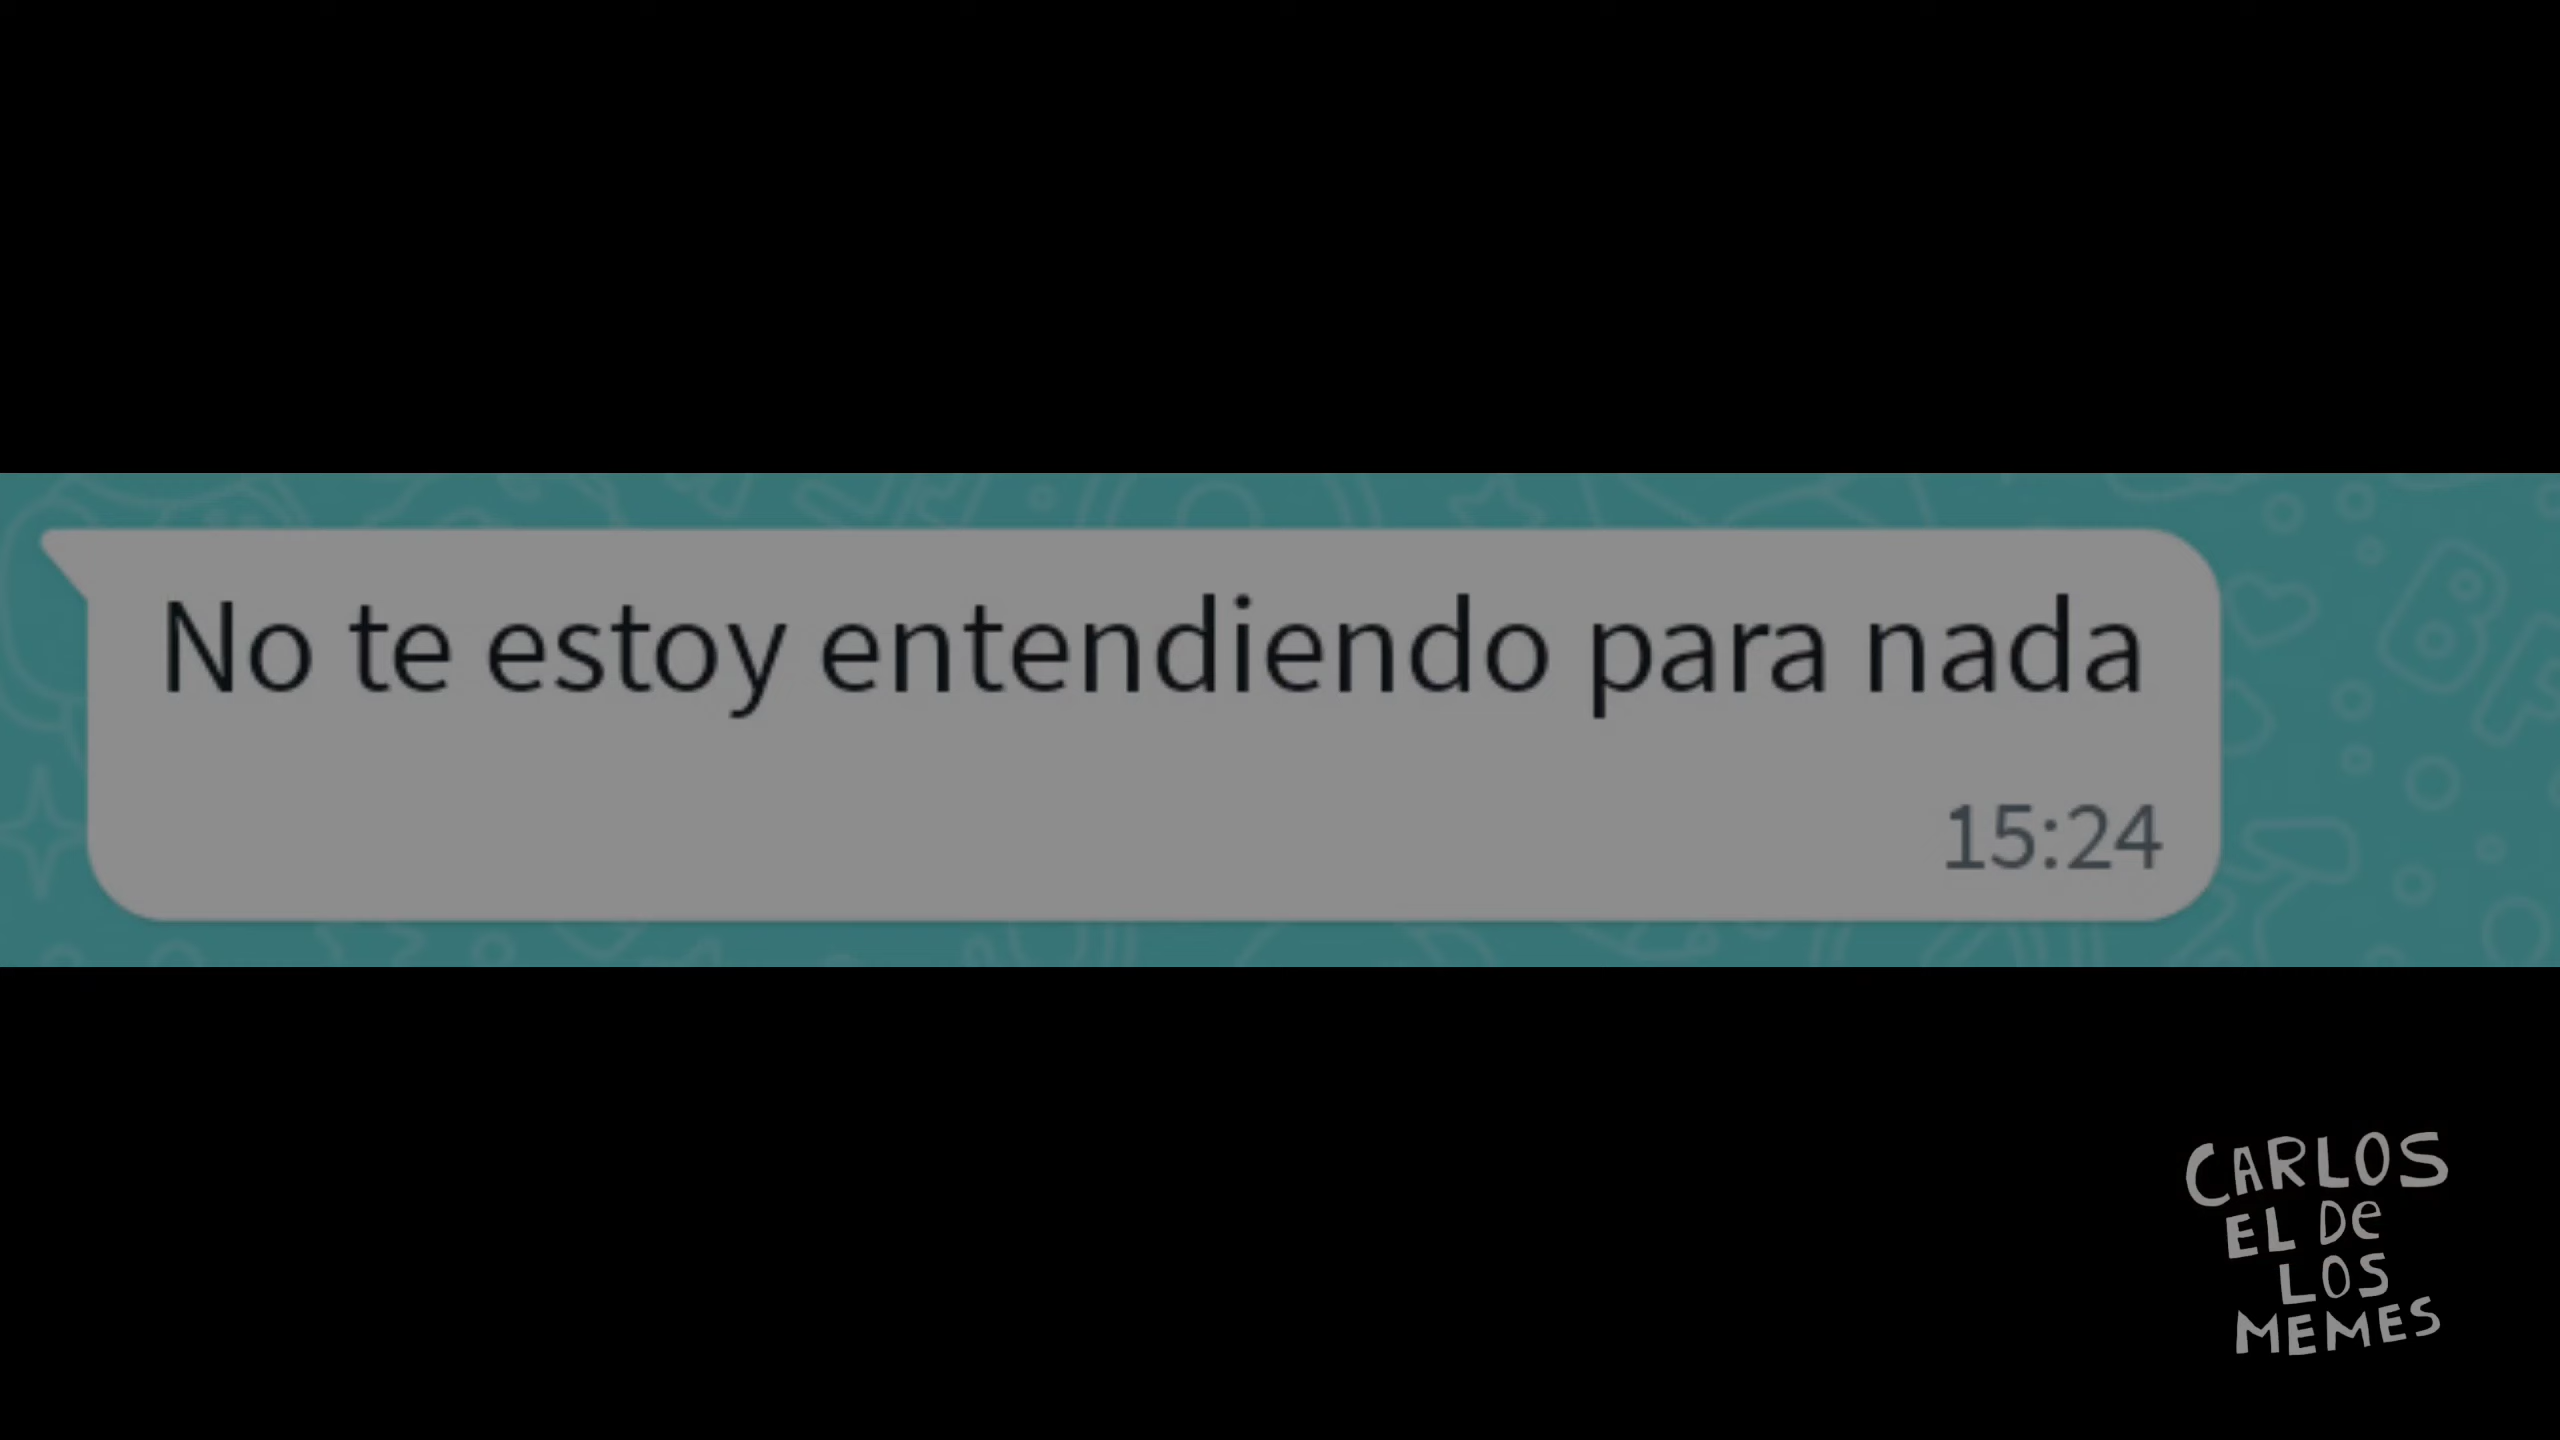 No te estoy entendiendo para nada
15:24
CARLOS
EL De
LOS
MEMES